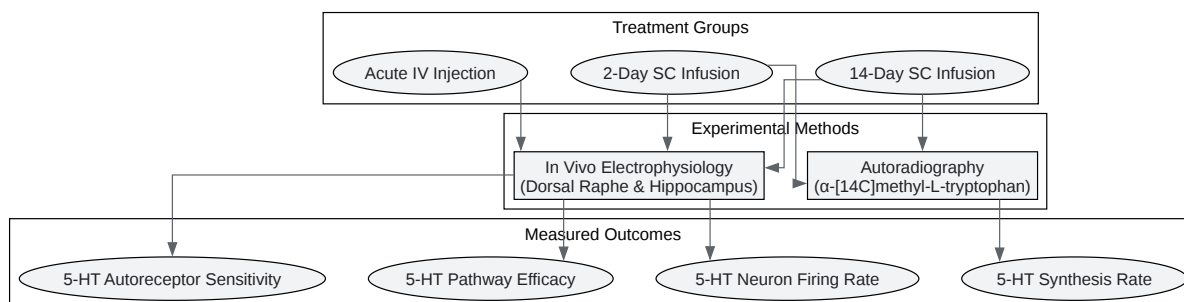 Treatment Groups
Acute IV Injection
2-Day SC Infusion
14-Day SC Infusion
Experimental Methods
In Vivo Electrophysiology
(Dorsal Raphe & Hippocampus)
Autoradiography
(α-[14C]methyl-L-tryptophan)
Measured Outcomes
5-HT Autoreceptor Sensitivity
5-HT Pathway Efficacy
5-HT Neuron Firing Rate
5-HT Synthesis Rate